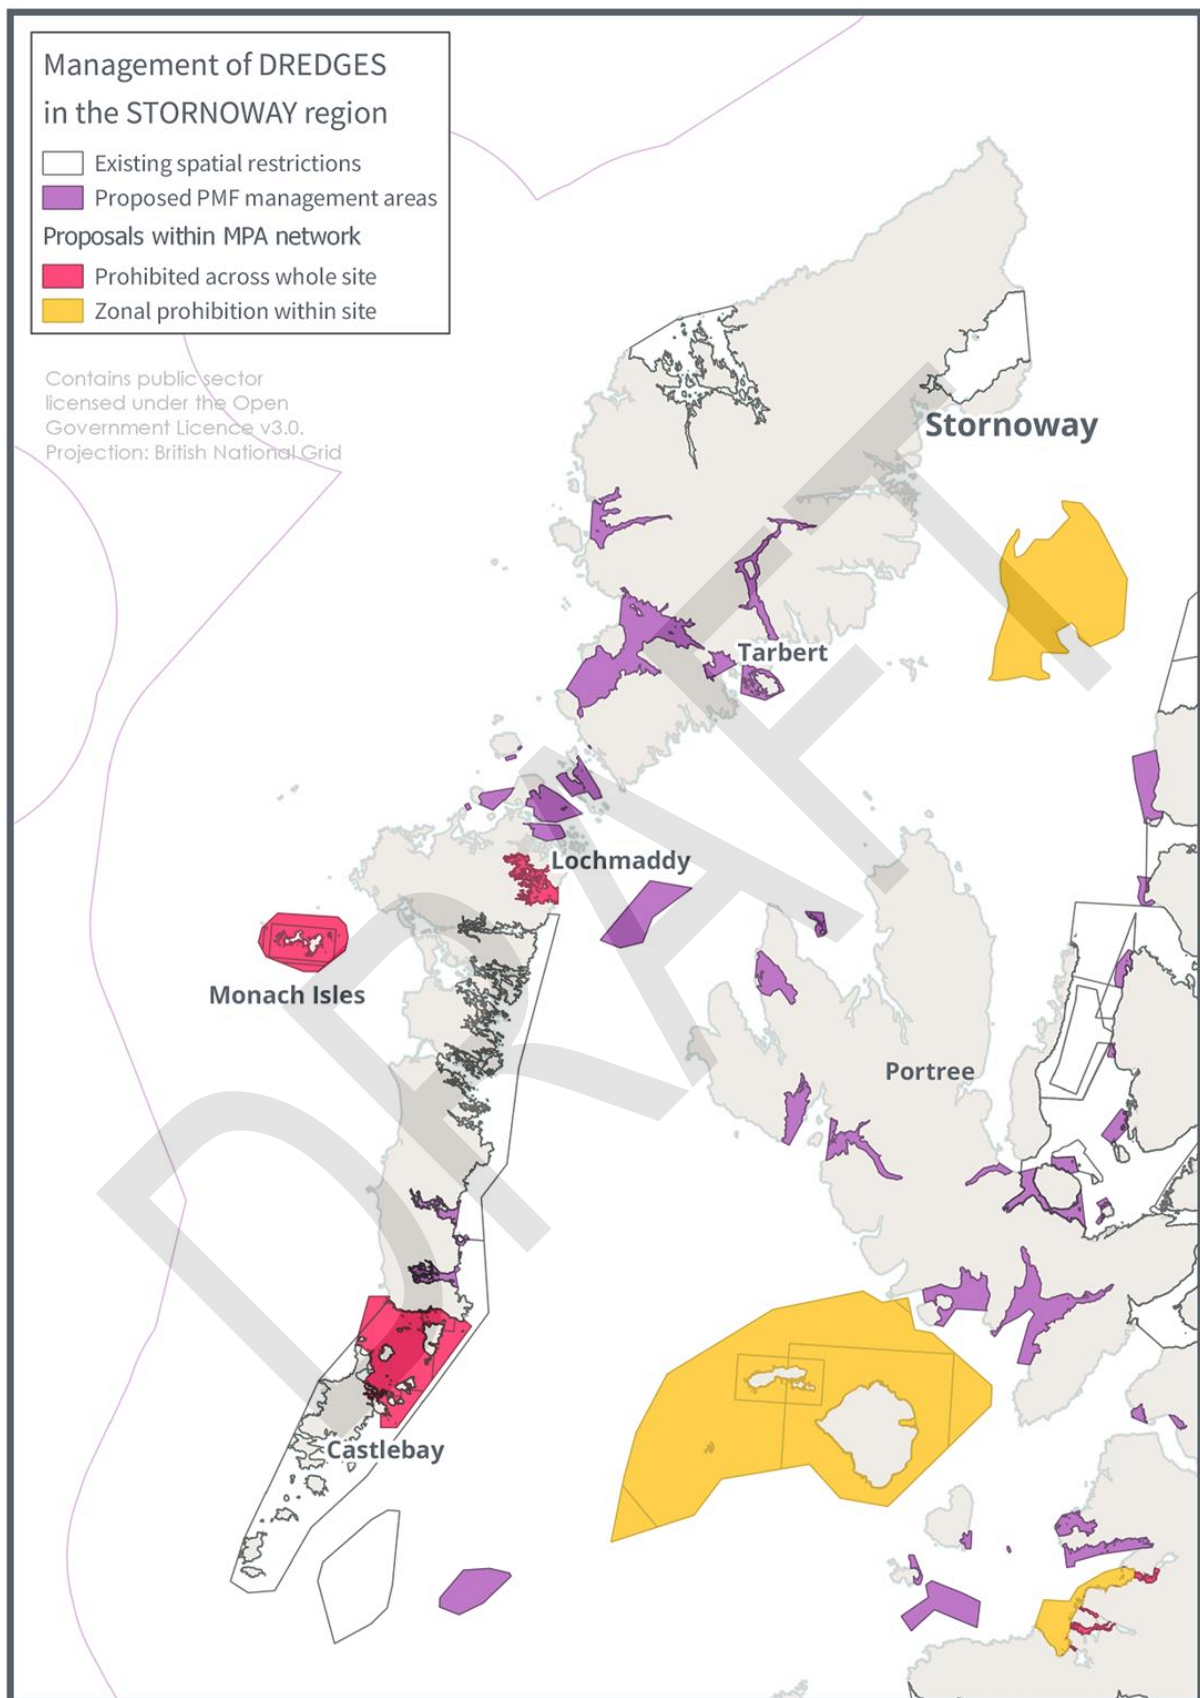 Management of DREDGES
in the STORNOWAY region
Existing spatial restrictions
Proposed PMF management areas
Proposals within MPA network
Prohibited across whole site
Zonal prohibition within site
Contains public sector
licensed under the Open
Government Licence v3.0.
Projection: British National Grid
Stornoway
Tarbert
Lochmaddy
Monach Isles
Portree
Castlebay
DRAFT